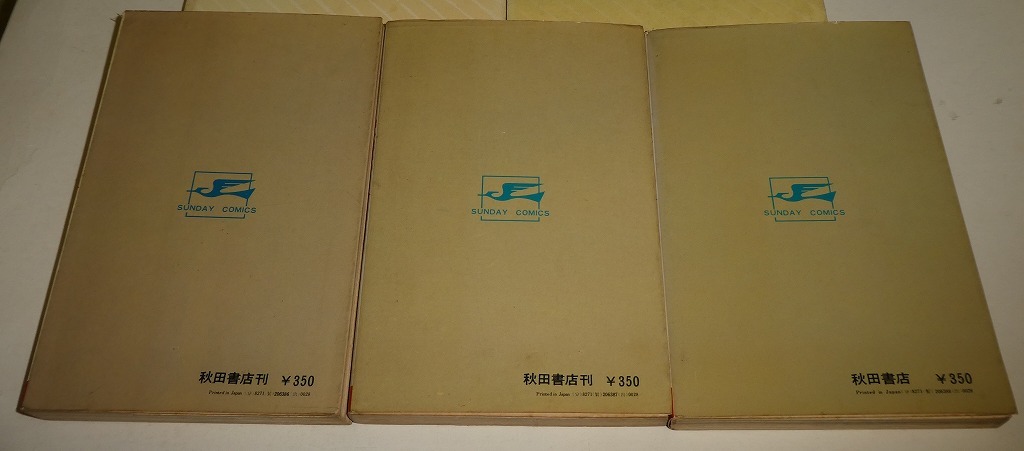 SUNDAY COMICS
秋田書店刊 ¥350
Printed in Japan
SUNDAY COMICS
秋田書店刊 ¥350
Printed in Japan
SUNDAY COMICS
秋田書店 ¥350
Printed in Japan